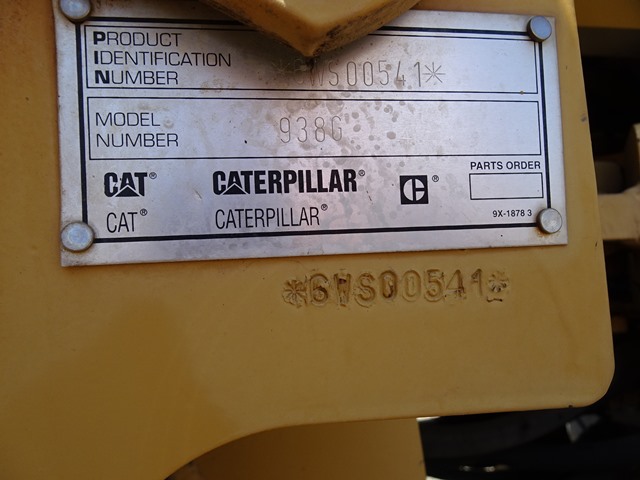 PRODUCT
IDENTIFICATION
NUMBER
WS00541*
MODEL
NUMBER
938G
CAT® CATERPILLAR® C®
PARTS ORDER
CAT® CATERPILLAR®
9X-1878 3
*6WS00541*